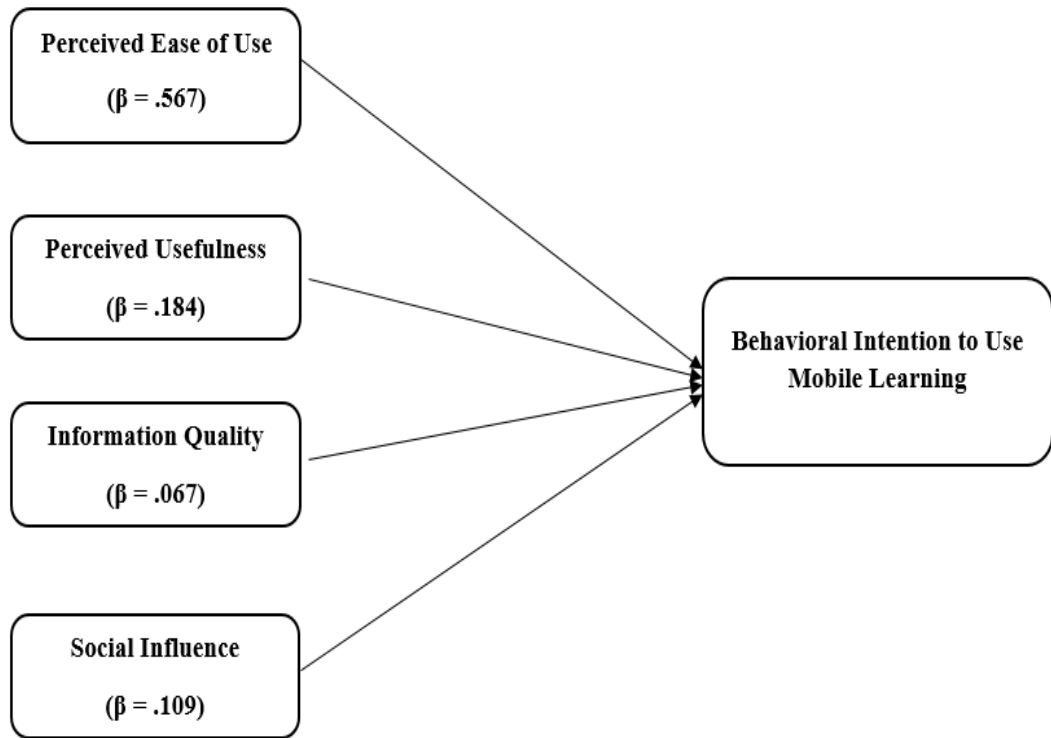 Perceived Ease of Use
(β = .567)
Perceived Usefulness
(β = .184)
Information Quality
(β = .067)
Social Influence
(β = .109)
Behavioral Intention to Use
Mobile Learning